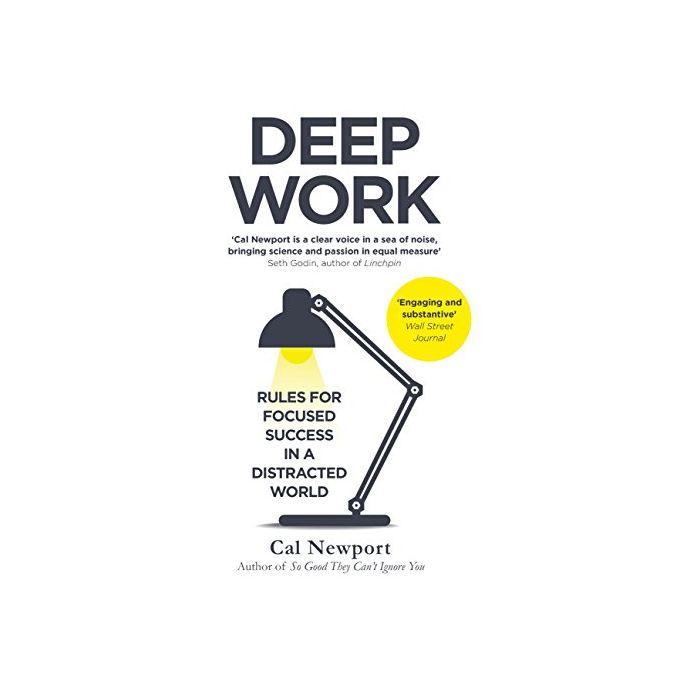 DEEP
WORK
‘Cal Newport is a clear voice in a sea of noise,
bringing science and passion in equal measure’
Seth Godin, author of Linchpin
‘Engaging and
substantive’
Wall Street
Journal
RULES FOR
FOCUSED
SUCCESS
IN A
DISTRACTED
WORLD
Cal Newport
Author of So Good They Can’t Ignore You